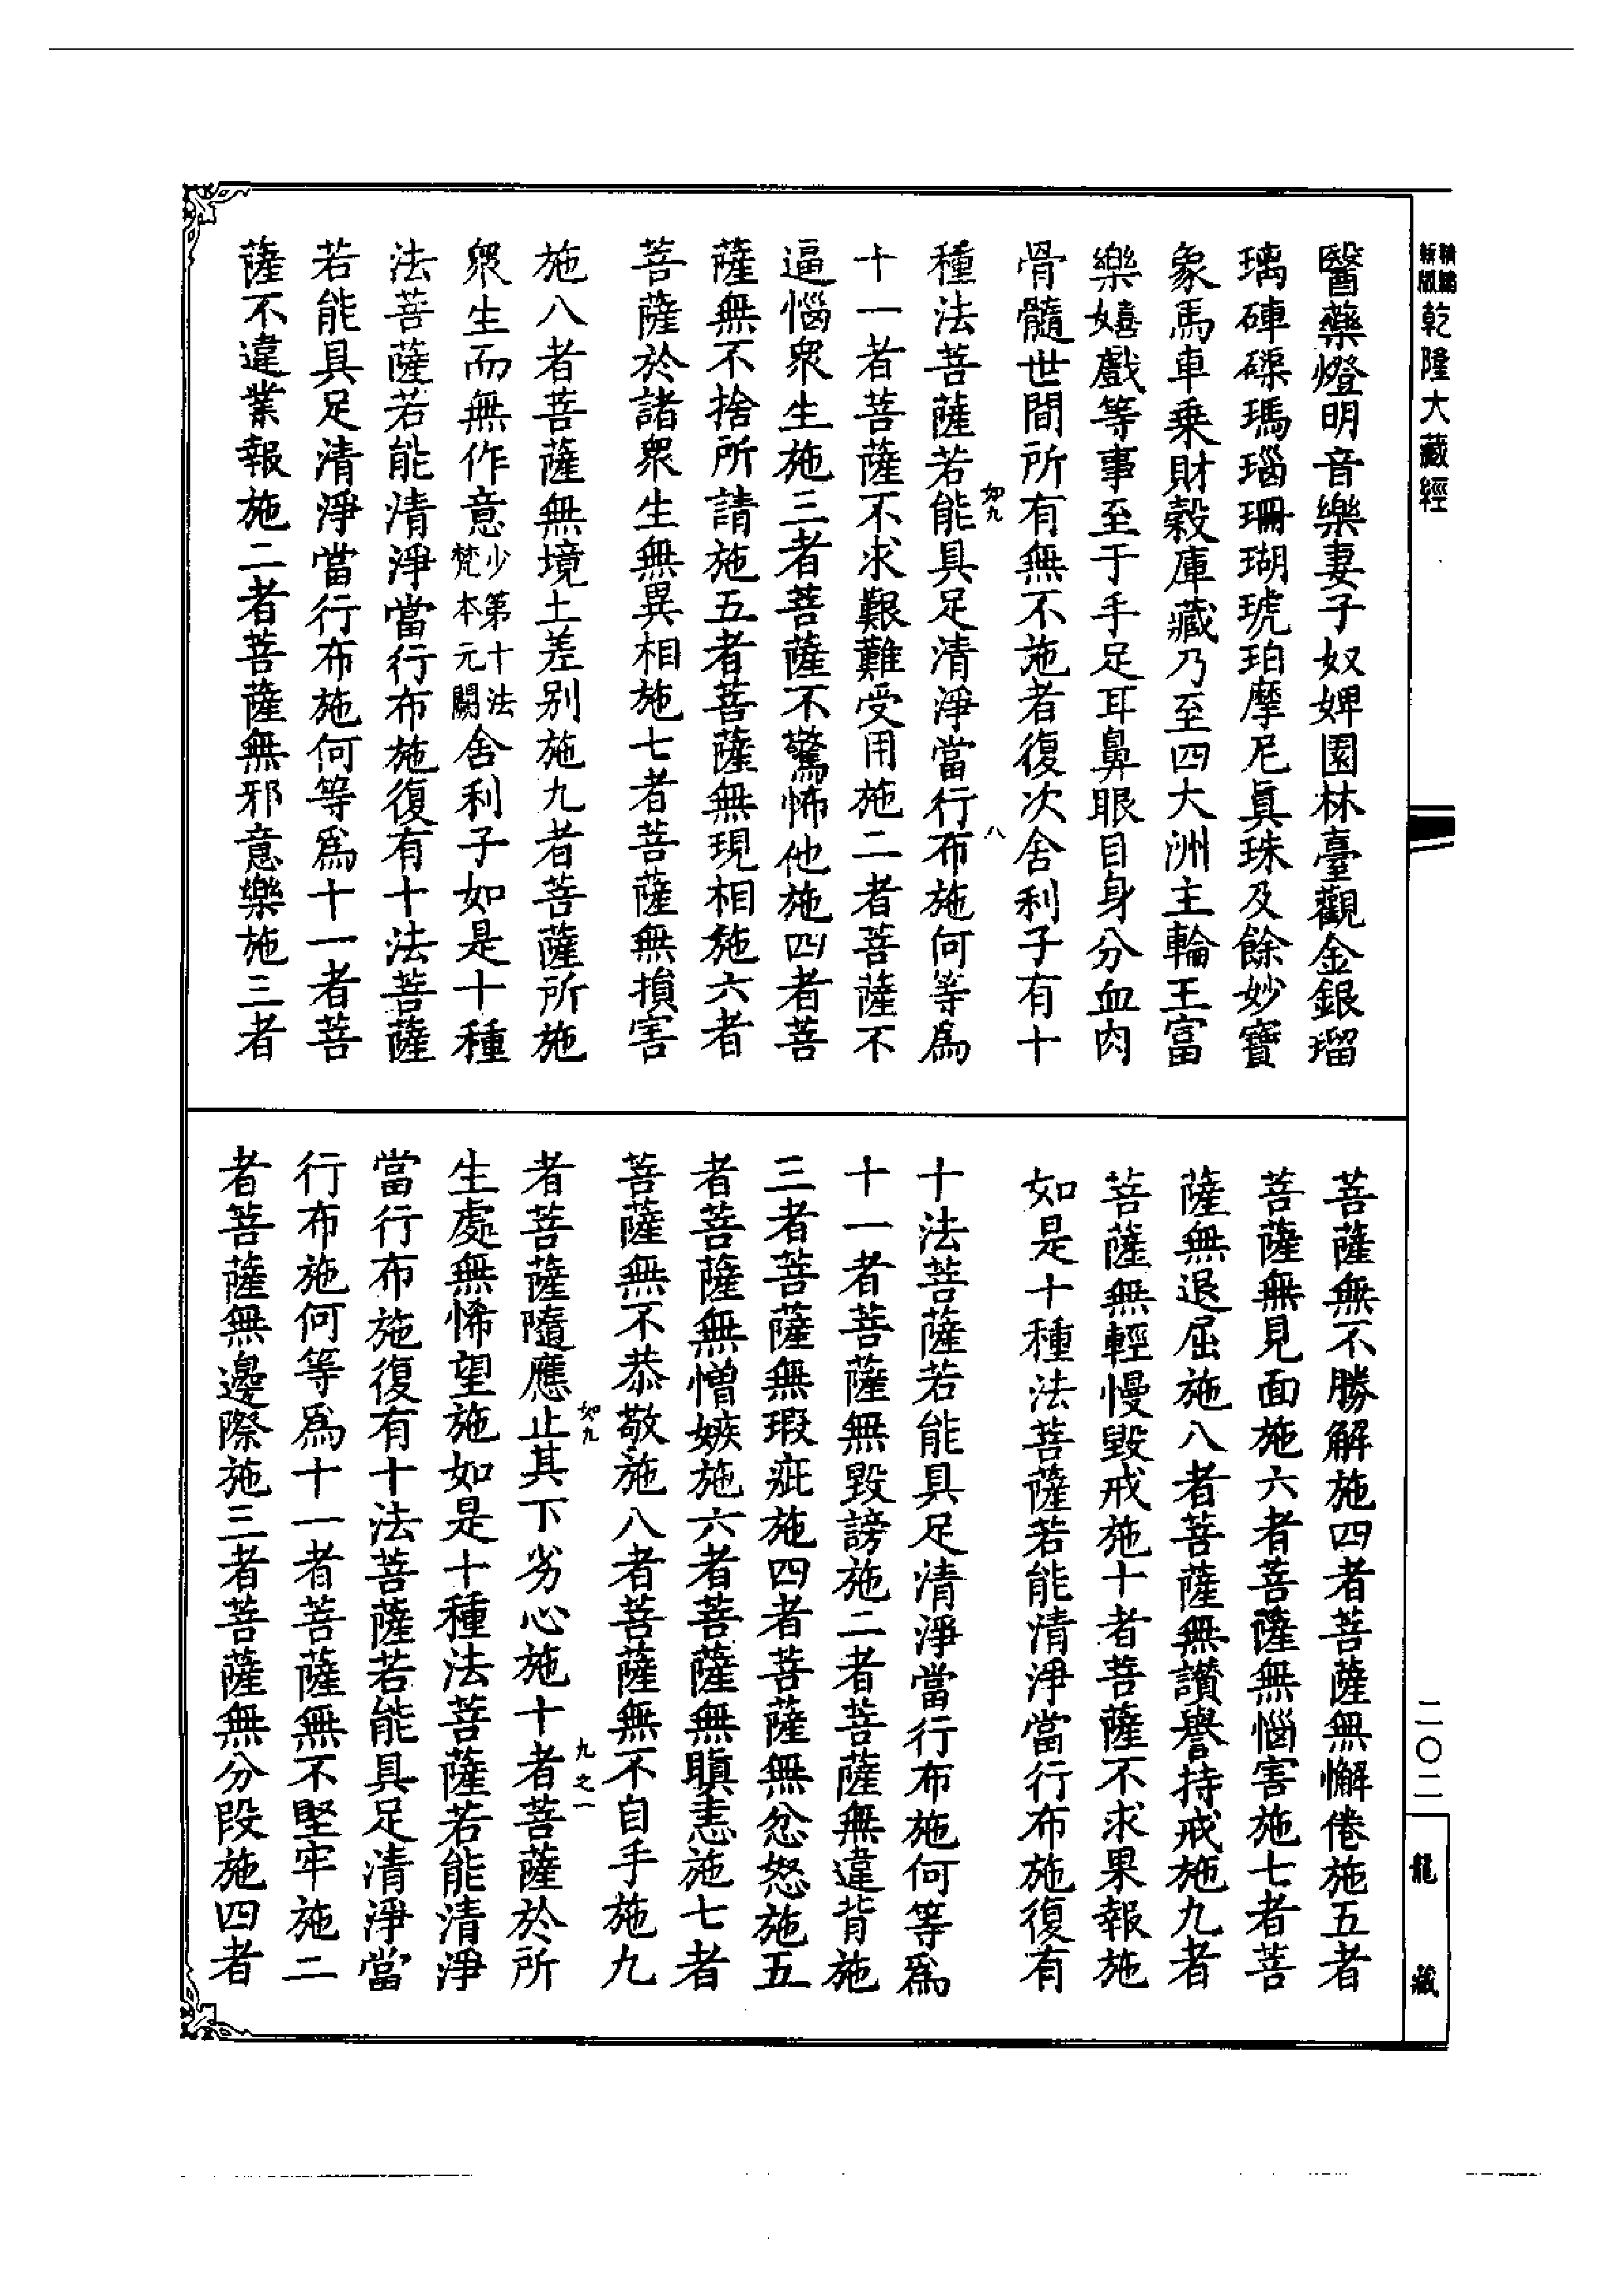 新編
新版
乾隆大藏經
醫藥燈明音樂妻子奴婢園林臺觀金銀瑠
璃硨磲瑪瑙珊瑚琥珀摩尼眞珠及餘妙寶
象馬車乗財穀庫藏乃至四大洲主輪王富
樂嬉戲等事至于手足耳鼻眼目身分血肉
骨髓世間所有無不施者復次舍利子有十
如九 八
種法菩薩若能具足清淨當行布施何等爲
十一者菩薩不求艱難受用施二者菩薩不
逼惱衆生施三者菩薩不驚怖他施四者菩
薩無不捨所請施五者菩薩無現相施六者
菩薩於諸衆生無異相施七者菩薩無損害
施八者菩薩無境土差别施九者菩薩所施
衆生而無作意少第十法梵本元闕舍利子如是十種
法菩薩若能清淨當行布施復有十法菩薩
若能具足清淨當行布施何等爲十一者菩
薩不違業報施二者菩薩無邪意樂施三者
菩薩無不勝解施四者菩薩無懈倦施五者
菩薩無見面施六者菩薩無惱害施七者菩
薩無退屈施八者菩薩無讃譽持戒施九者
菩薩無輕慢毀戒施十者菩薩不求果報施
如是十種法菩薩若能清淨當行布施復有
十法菩薩若能具足清淨當行布施何等爲
十一者菩薩無毀謗施二者菩薩無違背施
三者菩薩無瑕疵施四者菩薩無忿怒施五
者菩薩無憎嫉施六者菩薩無瞋恚施七者
菩薩無不恭敬施八者菩薩無不自手施九
如九 九之一
者菩薩隨應止其下劣心施十者菩薩於所
生處無悕望施如是十種法菩薩若能清淨
當行布施復有十法菩薩若能具足清淨當
行布施何等爲十一者菩薩無不堅牢施二
者菩薩無邊際施三者菩薩無分段施四者
二〇二
龍藏